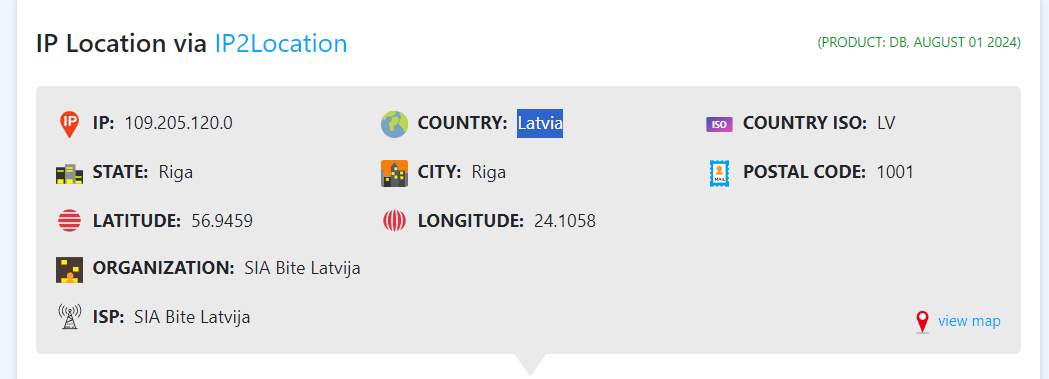 IP Location via IP2Location
(PRODUCT: DB, AUGUST 01 2024)
IP
IP: 109.205.120.0
COUNTRY: Latvia
ISO
COUNTRY ISO: LV
STATE: Riga
CITY: Riga
MAIL
POSTAL CODE: 1001
LATITUDE: 56.9459
LONGITUDE: 24.1058
ORGANIZATION: SIA Bite Latvija
ISP: SIA Bite Latvija
view map